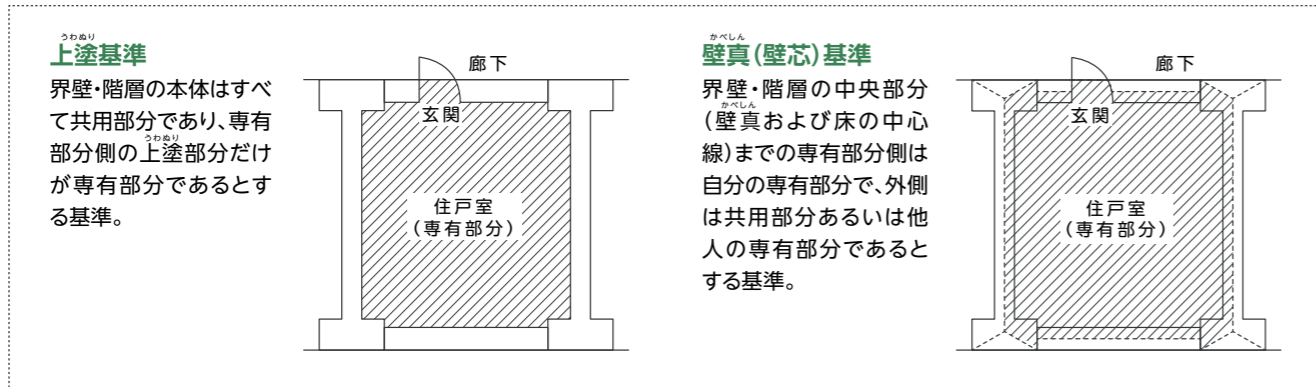 うわぬり
上塗基準
界壁・階層の本体はすべ
て共用部分であり、専有
うわぬり
部分側の上塗部分だけ
が専有部分であるとす
る基準。
廊下
玄関
住戸室
（専有部分）
かべしん
壁真（壁芯）基準
界壁・階層の中央部分
かべしん
（壁真および床の中心
線）までの専有部分側は
自分の専有部分で、外側
は共用部分あるいは他
人の専有部分であると
する基準。
廊下
玄関
住戸室
（専有部分）